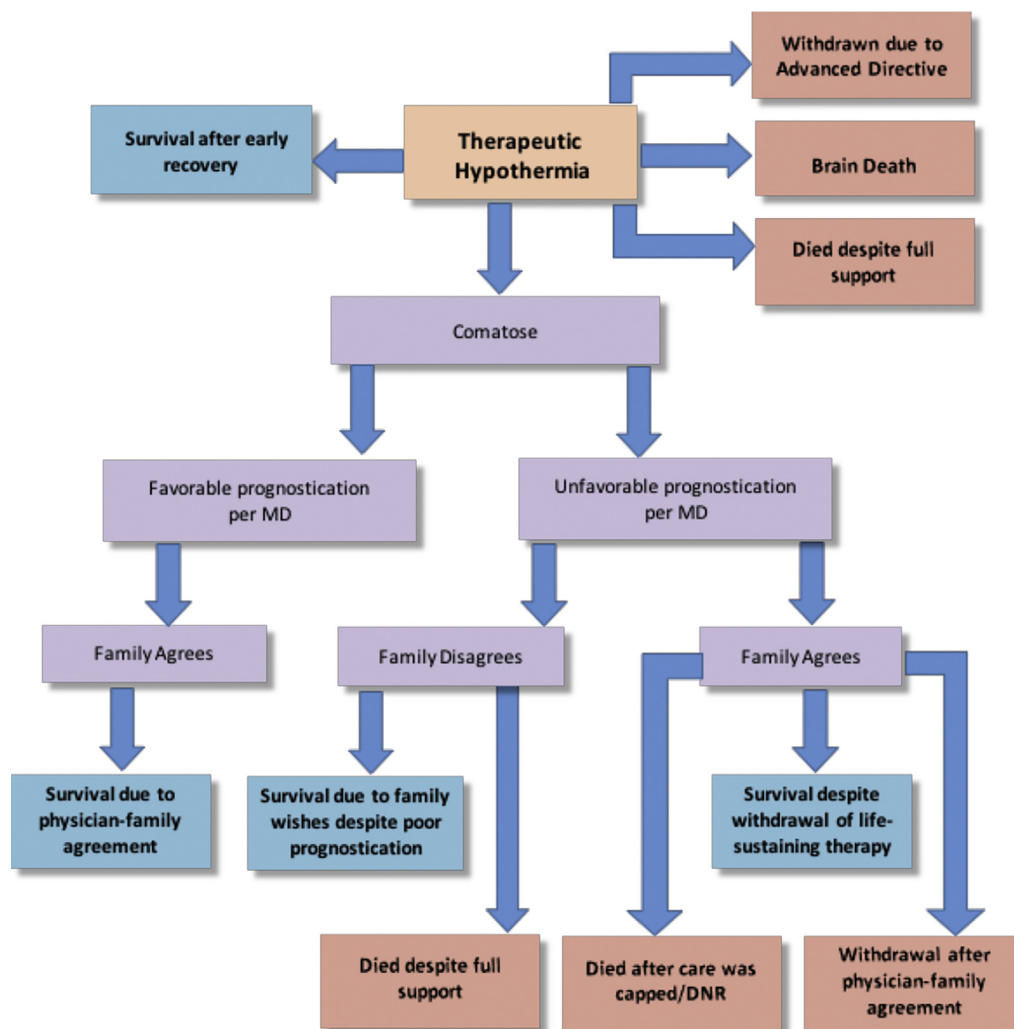 Withdrawn due to
Advanced Directive
Survival after early
recovery
Therapeutic
Hypothermia
Brain Death
Died despite full
support
Comatose
Favorable prognostication
per MD
Unfavorable prognostication
per MD
Family Agrees
Family Disagrees
Family Agrees
Survival due to
physician-family
agreement
Survival due to family
wishes despite poor
prognostication
Survival despite
withdrawal of life-
sustaining therapy
Died despite full
support
Died after care was
capped/DNR
Withdrawal after
physician-family
agreement